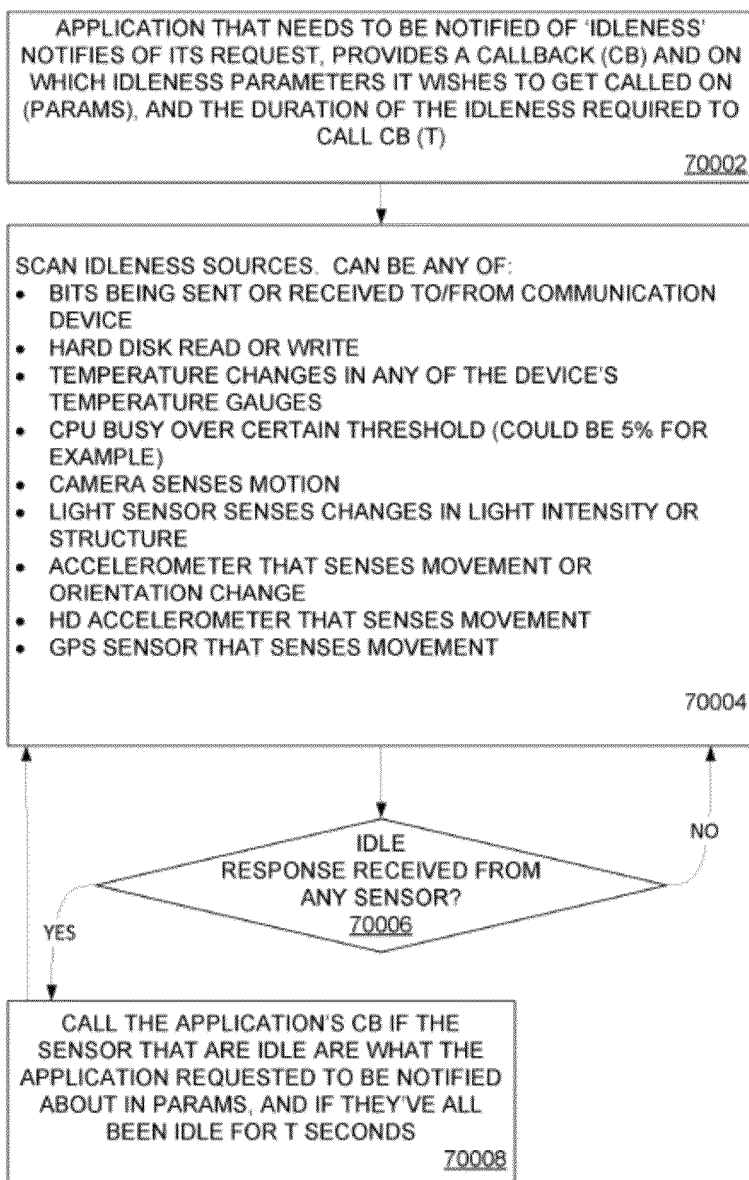 APPLICATION THAT NEEDS TO BE NOTIFIED OF ‘IDLENESS’
NOTIFIES OF ITS REQUEST, PROVIDES A CALLBACK (CB) AND ON
WHICH IDLENESS PARAMETERS IT WISHES TO GET CALLED ON
(PARAMS), AND THE DURATION OF THE IDLENESS REQUIRED TO
CALL CB (T)
70002
SCAN IDLENESS SOURCES. CAN BE ANY OF:
• BITS BEING SENT OR RECEIVED TO/FROM COMMUNICATION
DEVICE
• HARD DISK READ OR WRITE
• TEMPERATURE CHANGES IN ANY OF THE DEVICE'S
TEMPERATURE GAUGES
• CPU BUSY OVER CERTAIN THRESHOLD (COULD BE 5% FOR
EXAMPLE)
• CAMERA SENSES MOTION
• LIGHT SENSOR SENSES CHANGES IN LIGHT INTENSITY OR
STRUCTURE
• ACCELEROMETER THAT SENSES MOVEMENT OR
ORIENTATION CHANGE
• HD ACCELEROMETER THAT SENSES MOVEMENT
• GPS SENSOR THAT SENSES MOVEMENT
70004
IDLE
RESPONSE RECEIVED FROM
ANY SENSOR?
70006
NO
YES
CALL THE APPLICATION'S CB IF THE
SENSOR THAT ARE IDLE ARE WHAT THE
APPLICATION REQUESTED TO BE NOTIFIED
ABOUT IN PARAMS, AND IF THEY'VE ALL
BEEN IDLE FOR T SECONDS
70008